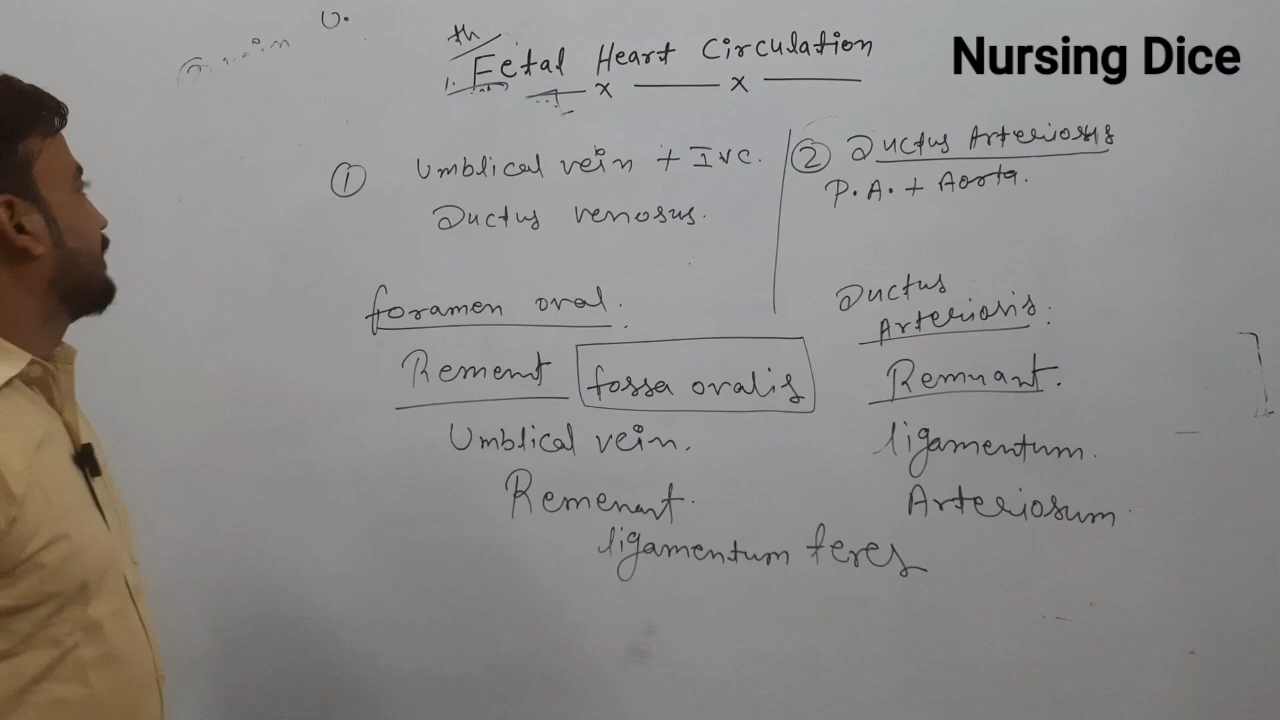 U.
th
1. Fetal Heart Circulation
x x
Nursing Dice
① Umblical vein + Ivc.
Ductus venosus.
② Ductus Arteriosis
P.A. + Aorta.
foramen oval.
Rement fossa ovalis
Umblical vein.
Remenant.
ligamentum teres
Ductus
Arteriosis:
Remnant.
ligamentum.
Arteriosum